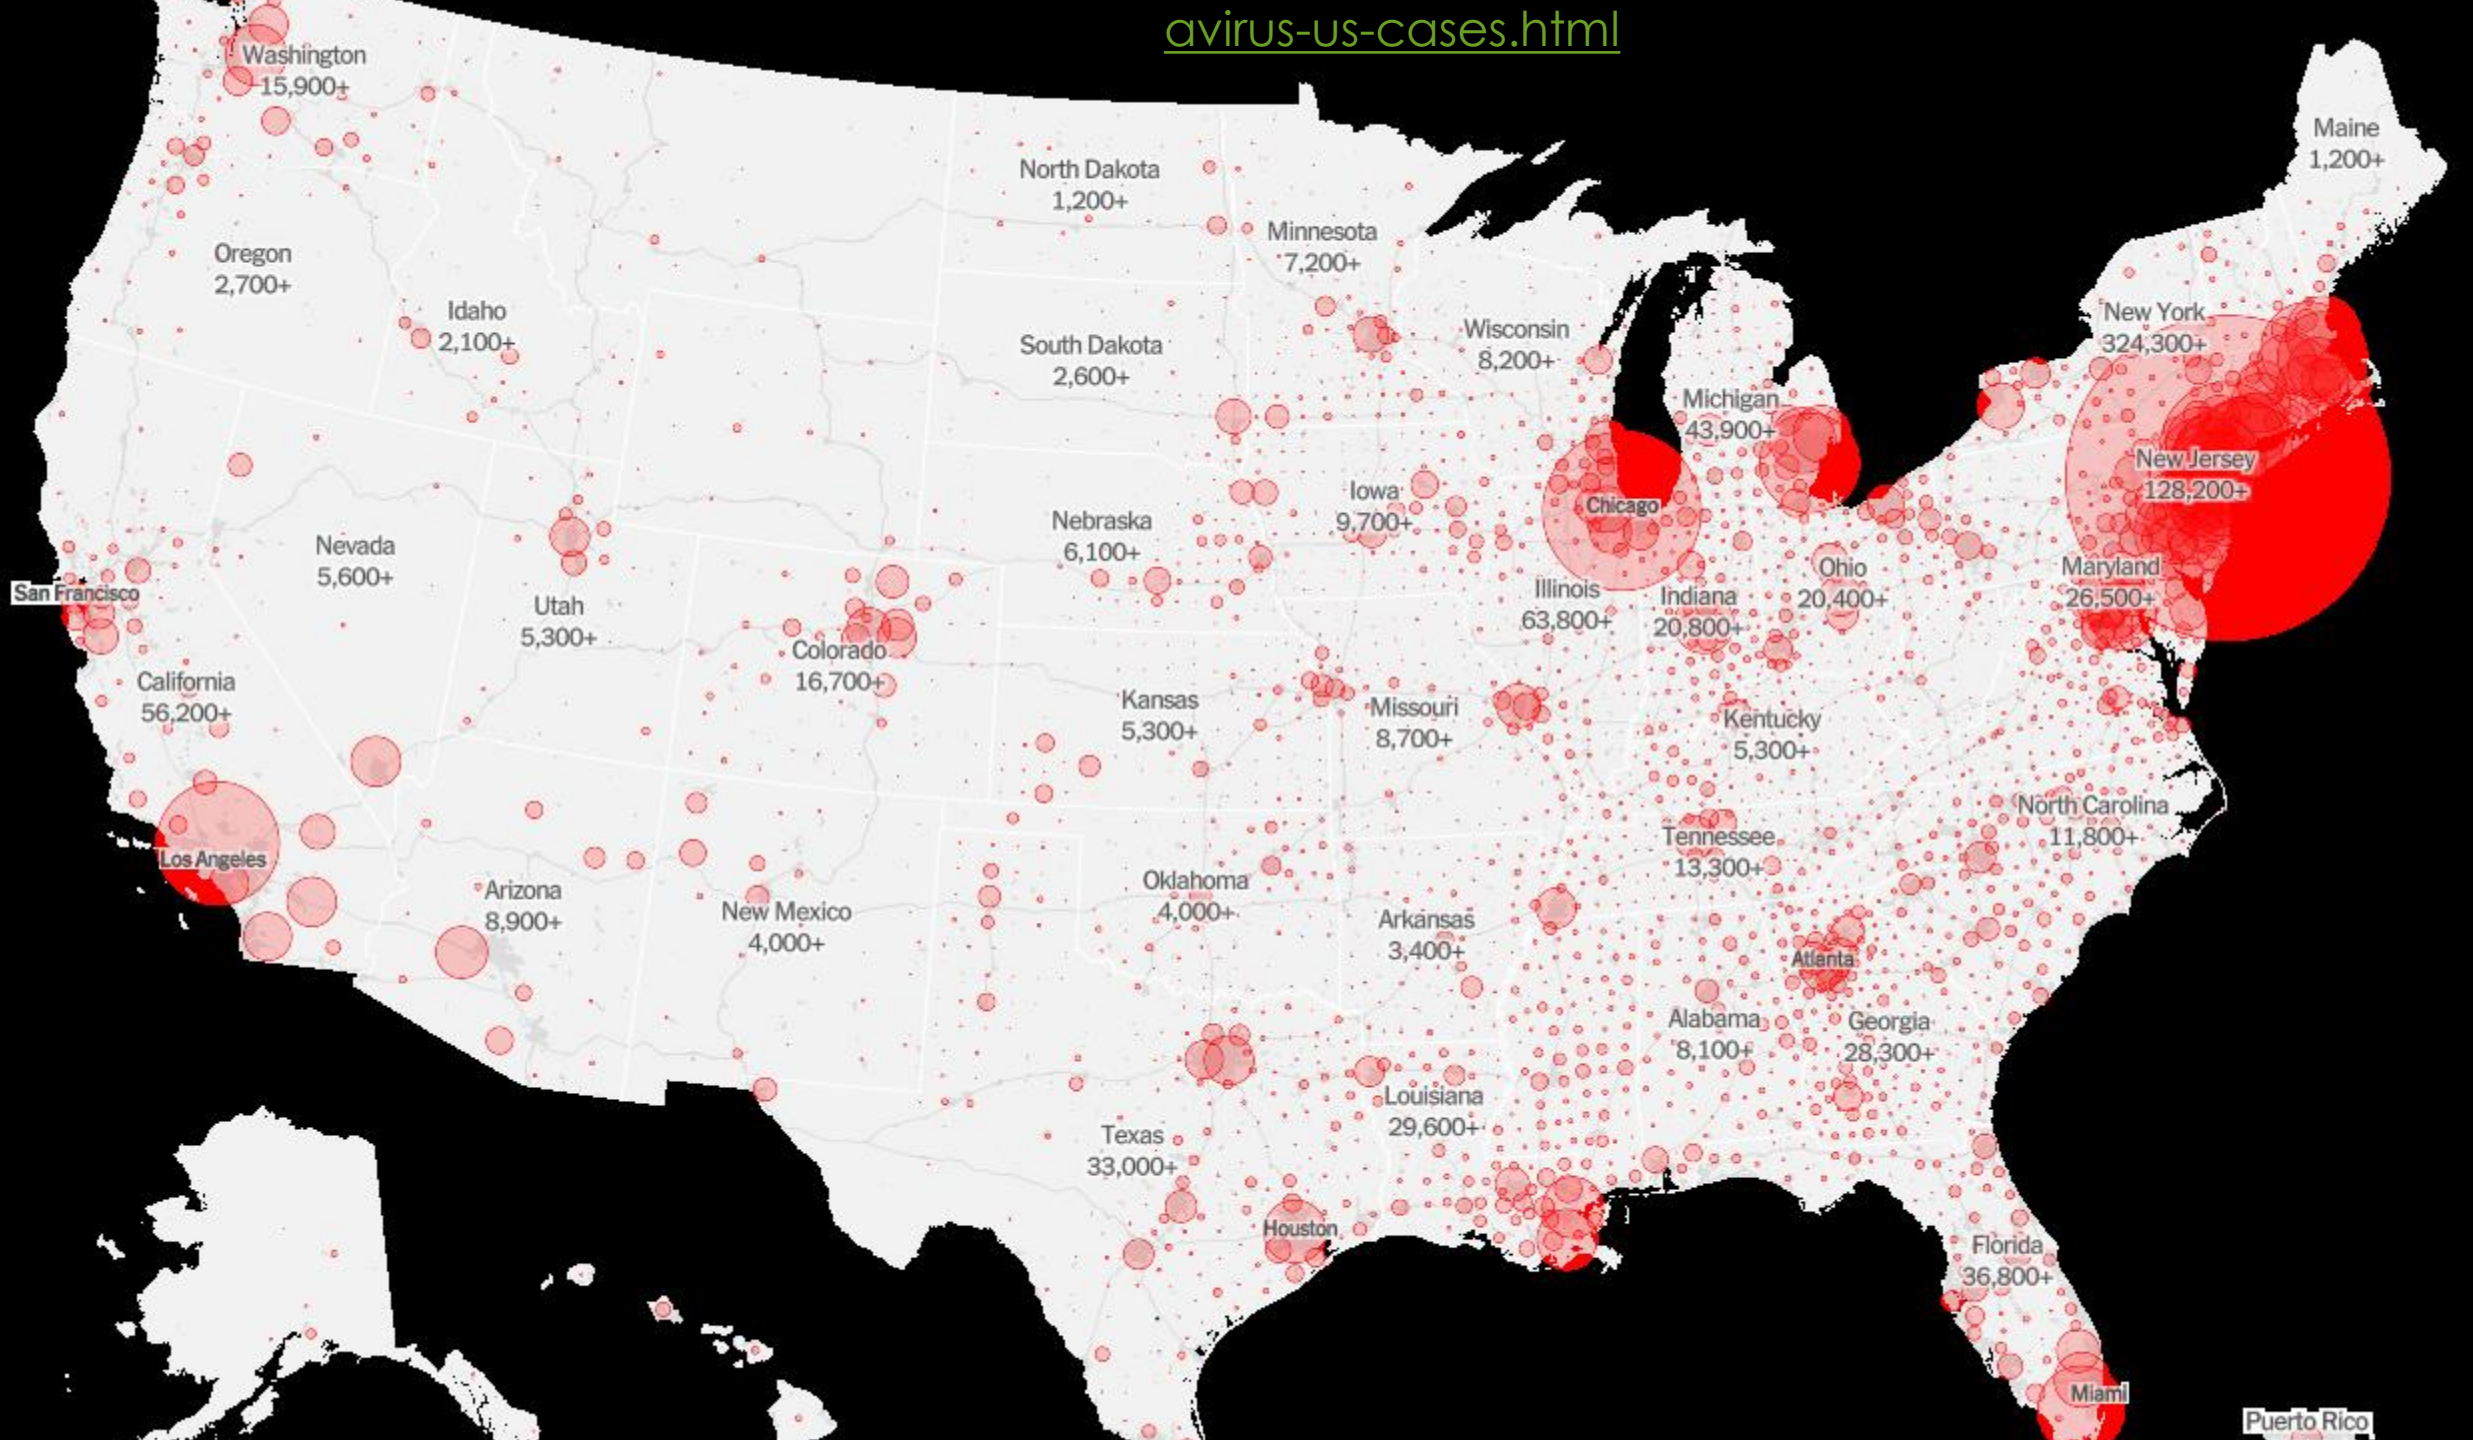 avirus-us-cases.html
Washington
15,900+
Maine
1,200+
North Dakota
1,200+
Minnesota
7,200+
Oregon
2,700+
Idaho
2,100+
New York
324,300+
Wisconsin
8,200+
South Dakota
2,600+
Michigan
43,900+
New Jersey
128,200+
Iowa
9,700+
Chicago
Nebraska
6,100+
Nevada
5,600+
Maryland
26,500+
Ohio
20,400+
San Francisco
Utah
5,300+
Illinois
63,800+
Indiana
20,800+
Colorado
16,700+
California
56,200+
Kansas
5,300+
Missouri
8,700+
Kentucky
5,300+
North Carolina
11,800+
Tennessee
13,300+
Los Angeles
Arizona
8,900+
Oklahoma
4,000+
New Mexico
4,000+
Arkansas
3,400+
Atlanta
Alabama
8,100+
Georgia
28,300+
Louisiana
29,600+
Texas
33,000+
Houston
Florida
36,800+
Miami
Puerto Rico